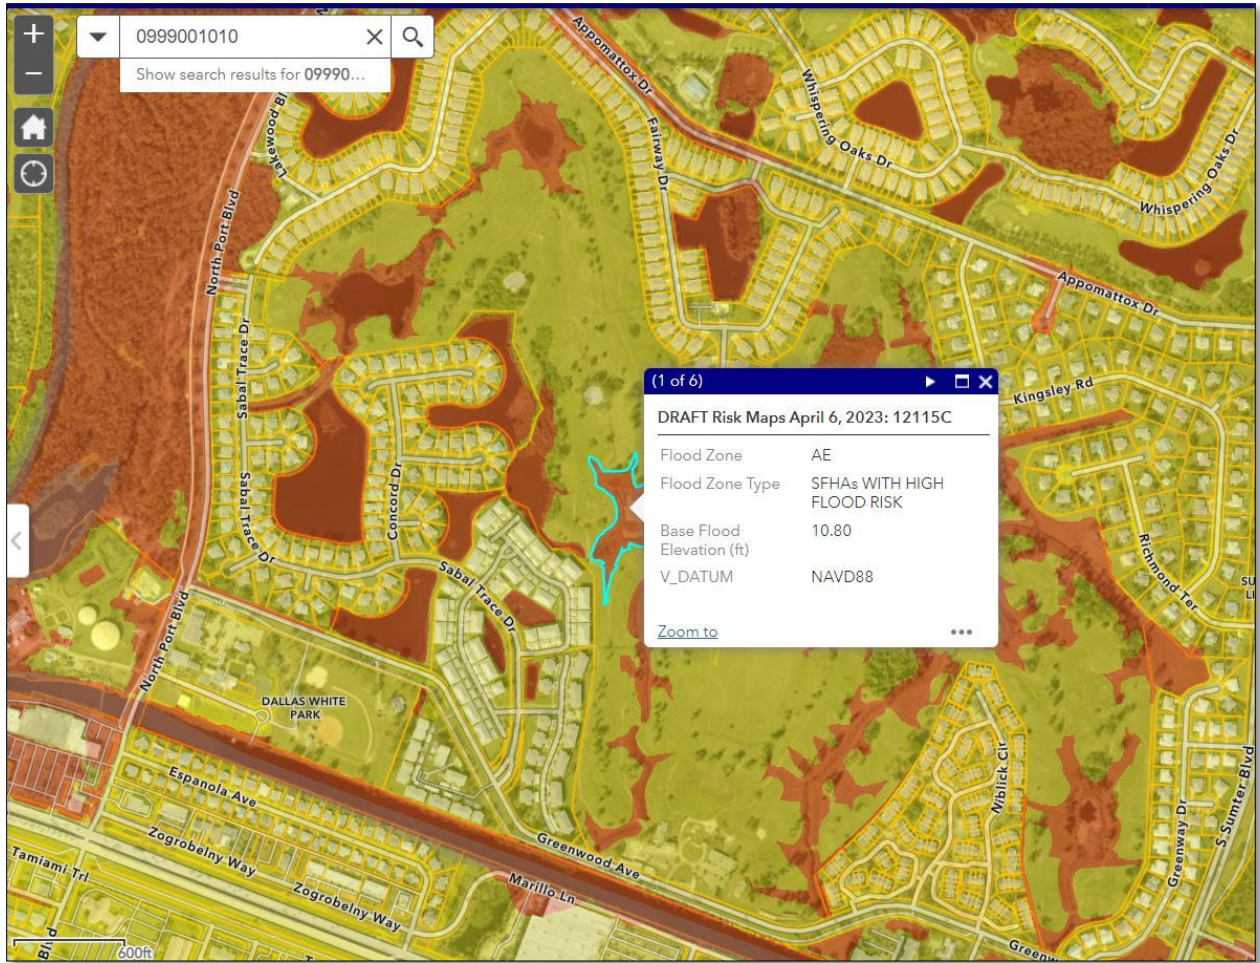 +
0999001010
Show search results for 09990...
−
Appomattox Dr
Whispering Oaks Dr
Lakewood Bl
Fairway Dr
Whispering Oaks Dr
North Port Blvd
Appomattox Dr
Sabal Trace Dr
(1 of 6)
Kingsley Rd
DRAFT Risk Maps April 6, 2023: 12115C
Flood Zone AE
Flood Zone Type SFHAs WITH HIGH
FLOOD RISK
Base Flood 10.80
Elevation (ft)
V_DATUM NAVD88
Zoom to
Sabal Trace Dr
Concord Dr
Sabal Trace Dr
Richmond Ter
SU
LI
North Port Blvd
DALLAS WHITE
PARK
Niblick Cir
Espanola Ave
S Sumter Blvd
Greenway Dr
Zogrobelny Way
Greenwood Ave
Tamiami Trl
Marillo Ln
Zogrobelny Way
Blvd
600ft
Greenw